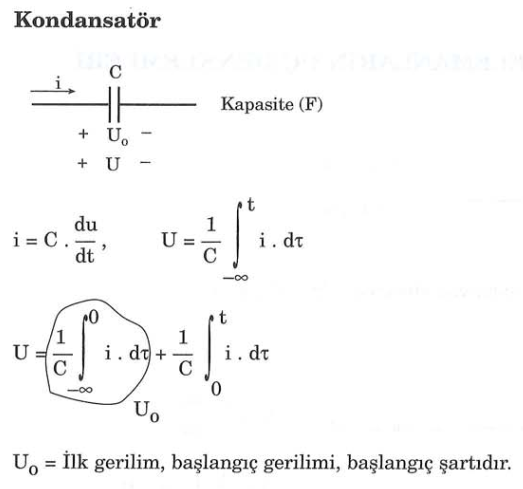 Kondansatör
i C Kapasite (F)
+ U₀ −
+ U −
i = C . du/dt , U = 1/C ∫_{−∞}^{t} i . dτ
U = 1/C ∫_{−∞}^{0} i . dτ + 1/C ∫_{0}^{t} i . dτ
U₀
U₀ = İlk gerilim, başlangıç gerilimi, başlangıç şartıdır.